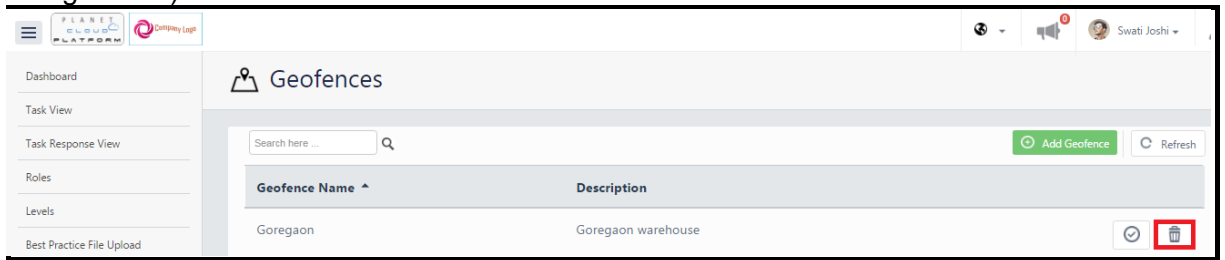 PLANET
CLOUD
PLATFORM
Company Logo
0
Swati Joshi
Dashboard
Geofences
Task View
Task Response View
Search here ...
Add Geofence
Refresh
Roles
Geofence Name
Description
Levels
Goregaon
Goregaon warehouse
Best Practice File Upload